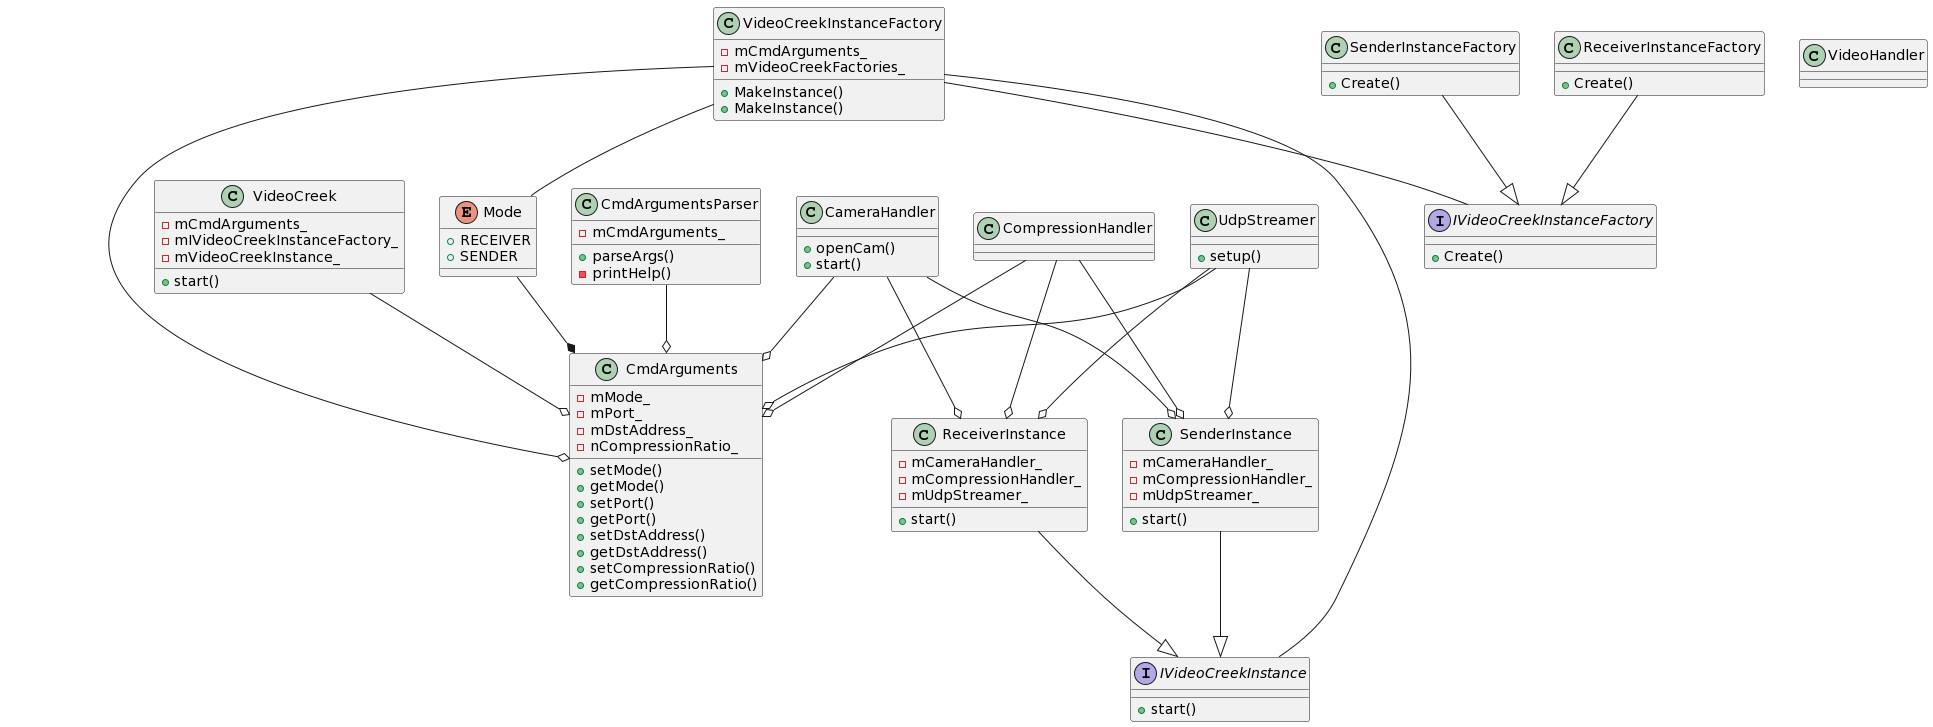 C VideoCreekInstanceFactory
mCmdArguments_
mVideoCreekFactories_
MakeInstance()
MakeInstance()
C SenderInstanceFactory
Create()
C ReceiverInstanceFactory
Create()
C VideoHandler
C VideoCreek
mCmdArguments_
mIVideoCreekInstanceFactory_
mVideoCreekInstance_
start()
E Mode
RECEIVER
SENDER
C CmdArgumentsParser
mCmdArguments_
parseArgs()
printHelp()
C CameraHandler
openCam()
start()
C CompressionHandler
C UdpStreamer
setup()
I IVideoCreekInstanceFactory
Create()
C CmdArguments
mMode_
mPort_
mDstAddress_
nCompressionRatio_
setMode()
getMode()
setPort()
getPort()
setDstAddress()
getDstAddress()
setCompressionRatio()
getCompressionRatio()
C ReceiverInstance
mCameraHandler_
mCompressionHandler_
mUdpStreamer_
start()
C SenderInstance
mCameraHandler_
mCompressionHandler_
mUdpStreamer_
start()
I IVideoCreekInstance
start()